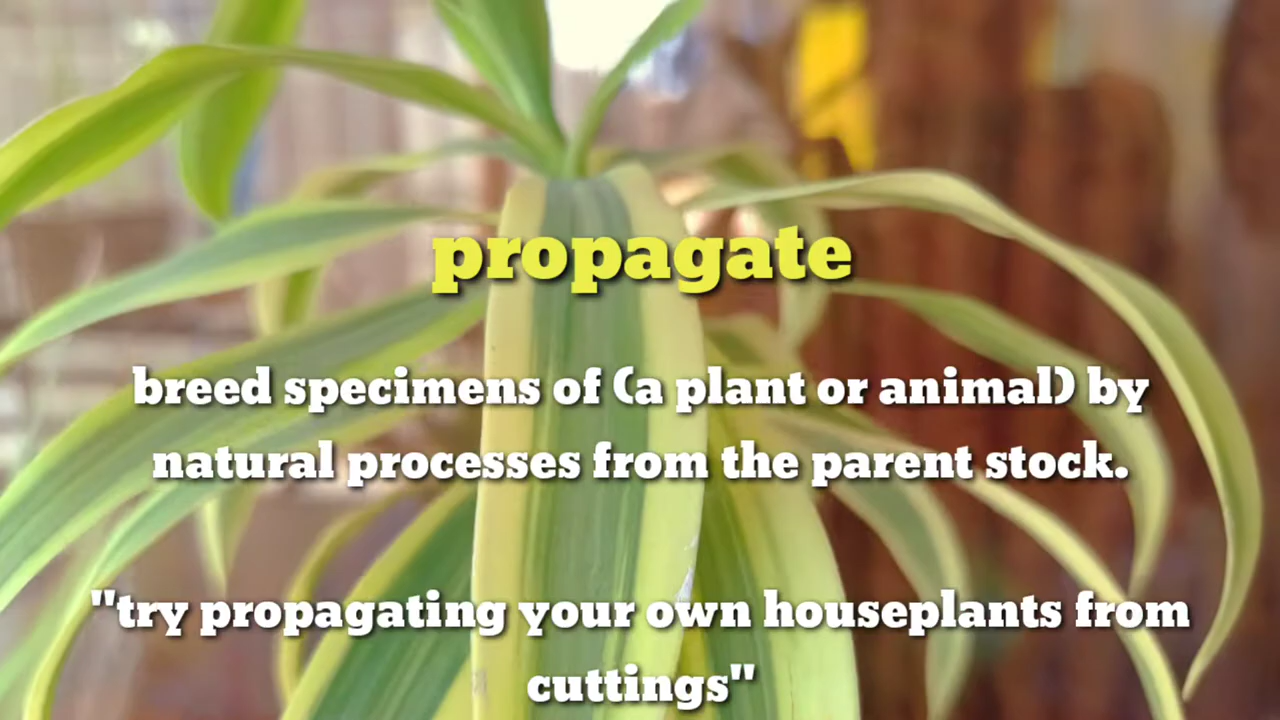 propagate
breed specimens of (a plant or animal) by
natural processes from the parent stock.
"try propagating your own houseplants from
cuttings"